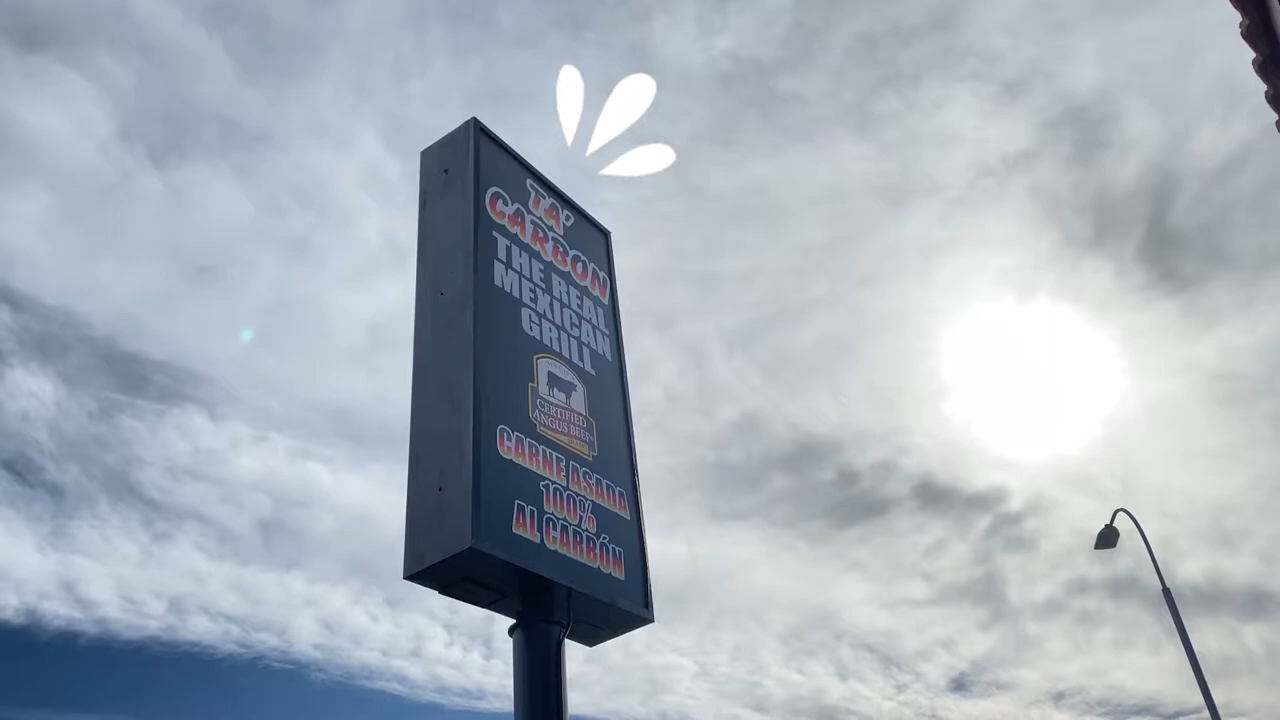 TA'
CARBON
THE REAL
MEXICAN
GRILL
CERTIFIED
ANGUS BEEF
CARNE ASADA
100%
AL CARBÓN